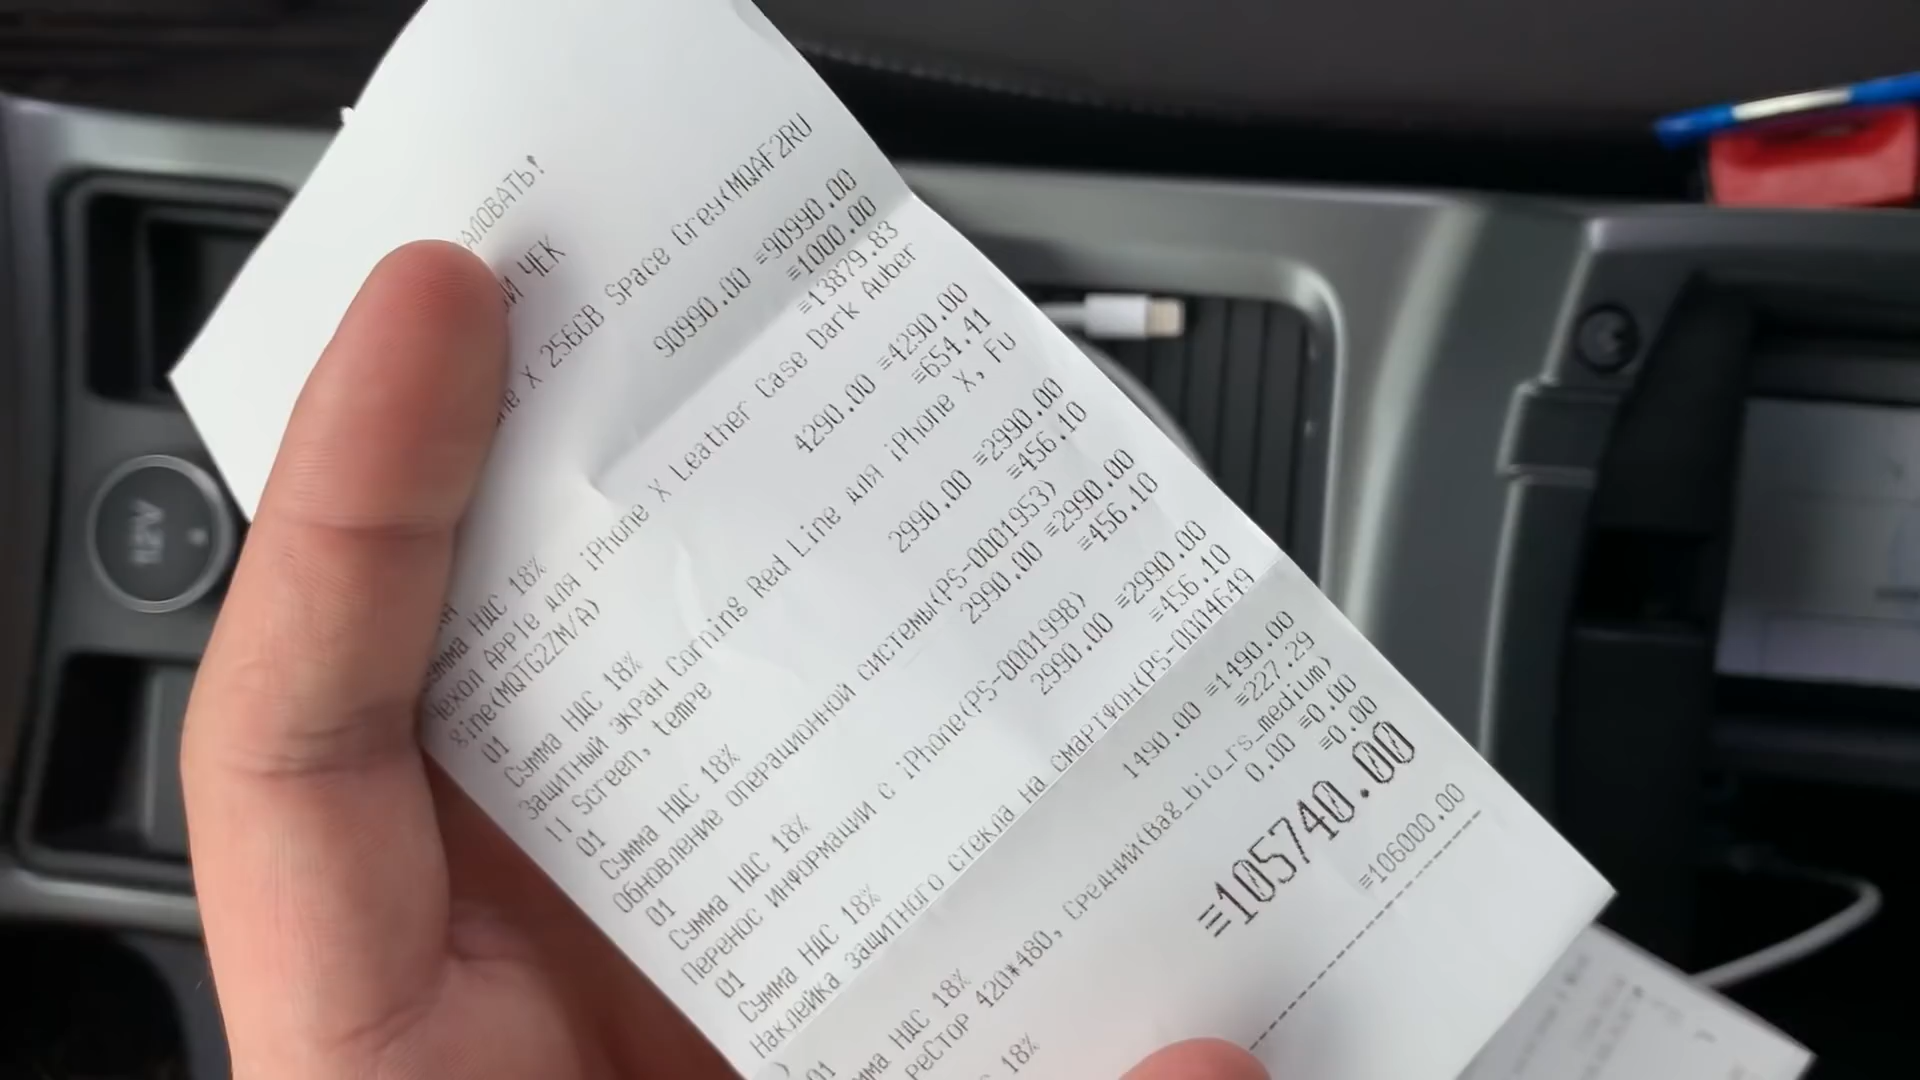 АЛОВАТЬ!
ЧЕК
X 256GB Space Grey(MQAF2RU
90990.00 ≡90990.00
≡1000.00
Сумма НДС 18% ≡13879.83
Чехол Apple для iPhone X Leather Case Dark Auber
gine(MQTG2ZM/A)
01 4290.00 ≡4290.00
Сумма НДС 18% ≡654.41
Защитный экран Corning Red Line для iPhone X, Fu
ll Screen, tempe
01 2990.00 ≡2990.00
Сумма НДС 18% ≡456.10
Обновление операционной системы(PS-0001953)
01 2990.00 ≡2990.00
Сумма НДС 18% ≡456.10
Перенос информации с iPhone(PS-0001998)
01 2990.00 ≡2990.00
Сумма НДС 18% ≡456.10
Наклейка защитного стекла на смартфон(PS-0004649
)
01 1490.00 ≡1490.00
мма НДС 18% ≡227.29
реСтор 420*480, Средний(Bag_bio_rs_medium)
0.00 ≡0.00
18% ≡0.00
≡105740.00
≡106000.00